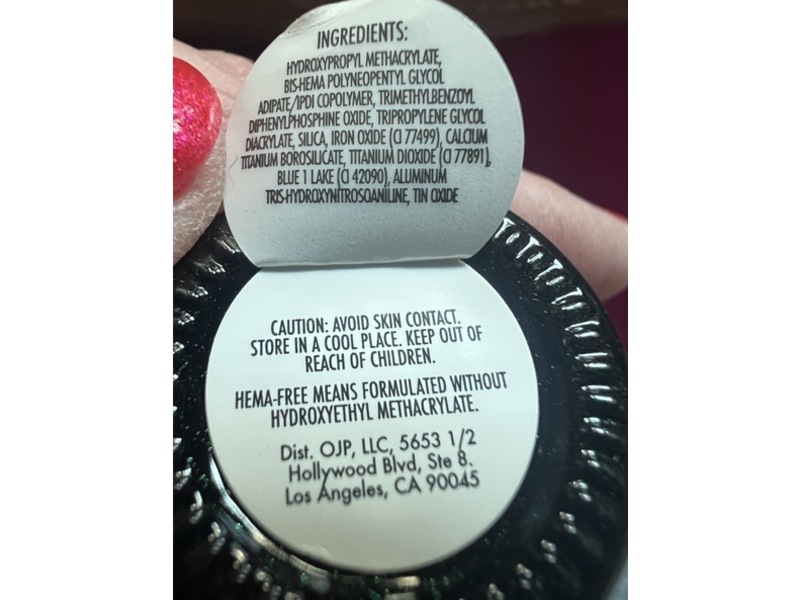 INGREDIENTS:
HYDROXYPROPYL METHACRYLATE,
BIS-HEMA POLYNEOPENTYL GLYCOL
ADIPATE/IPDI COPOLYMER, TRIMETHYLBENZOYL
DIPHENYLPHOSPHINE OXIDE, TRIPROPYLENE GLYCOL
DIACRYLATE, SILICA, IRON OXIDE (CI 77499), CALCIUM
TITANIUM BOROSILICATE, TITANIUM DIOXIDE (CI 77891),
BLUE 1 LAKE (CI 42090), ALUMINUM
TRIS-HYDROXYNITROSOANILINE, TIN OXIDE
CAUTION: AVOID SKIN CONTACT.
STORE IN A COOL PLACE. KEEP OUT OF
REACH OF CHILDREN.
HEMA-FREE MEANS FORMULATED WITHOUT
HYDROXYETHYL METHACRYLATE.
Dist. OJP, LLC, 5653 1/2
Hollywood Blvd, Ste 8.
Los Angeles, CA 90045